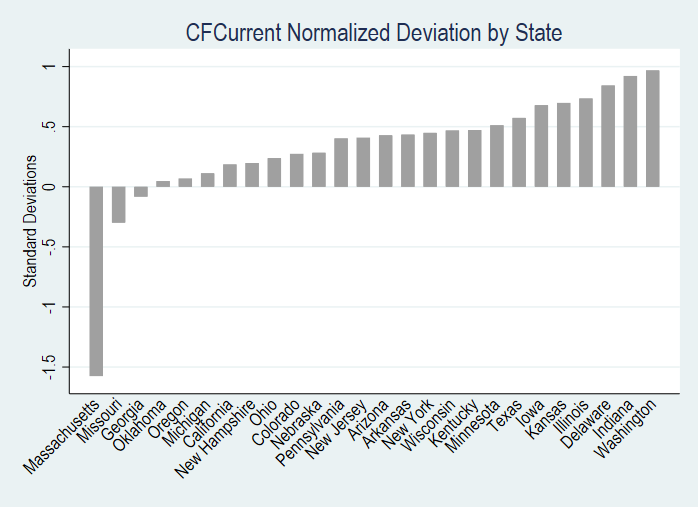 CFCurrent Normalized Deviation by State
Standard Deviations
1
.5
0
-.5
-1
-1.5
Massachusetts
Missouri
Georgia
Oklahoma
Oregon
Michigan
California
New Hampshire
Ohio
Colorado
Nebraska
Pennsylvania
New Jersey
Arizona
Arkansas
New York
Wisconsin
Kentucky
Minnesota
Texas
Iowa
Kansas
Illinois
Delaware
Indiana
Washington